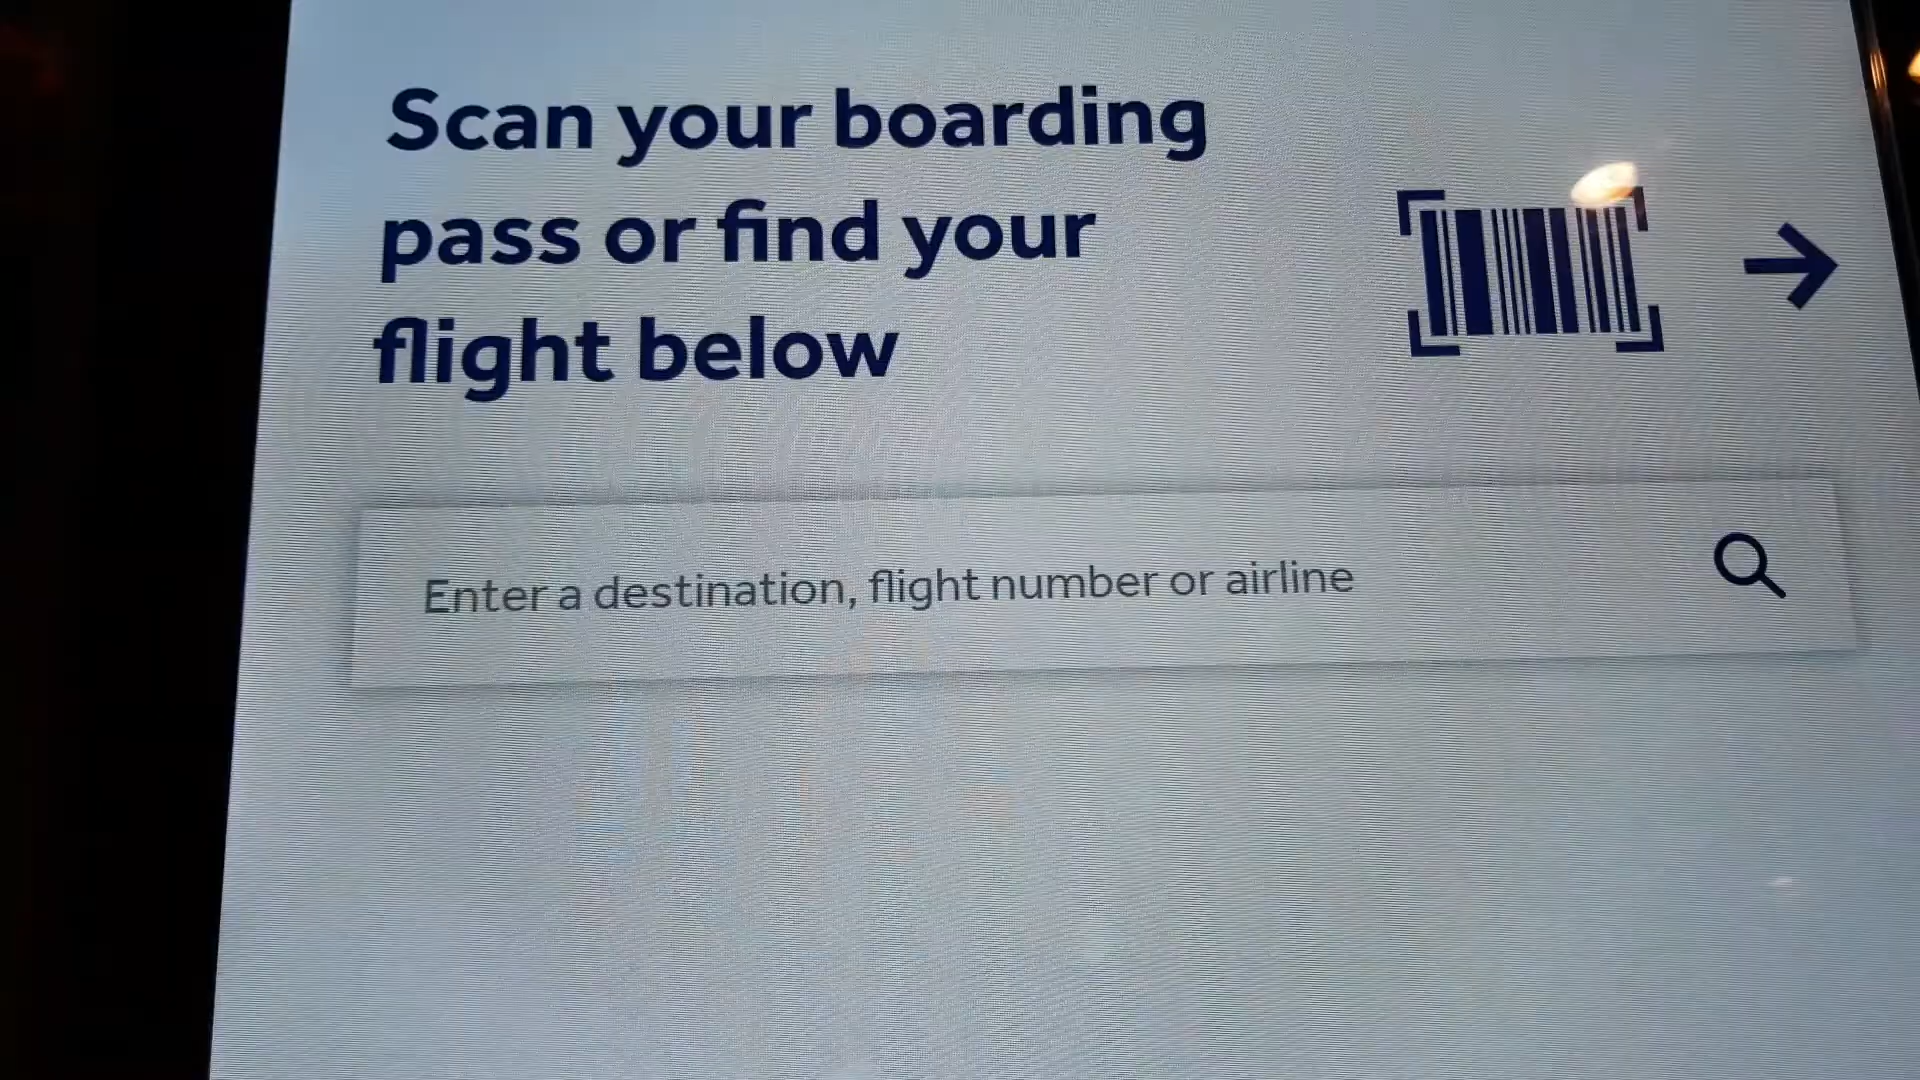 Scan your boarding
pass or find your
flight below
Enter a destination, flight number or airline